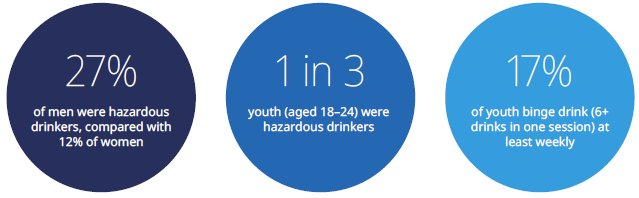 27%
of men were hazardous
drinkers, compared with
12% of women
1 in 3
youth (aged 18–24) were
hazardous drinkers
17%
of youth binge drink (6+
drinks in one session) at
least weekly